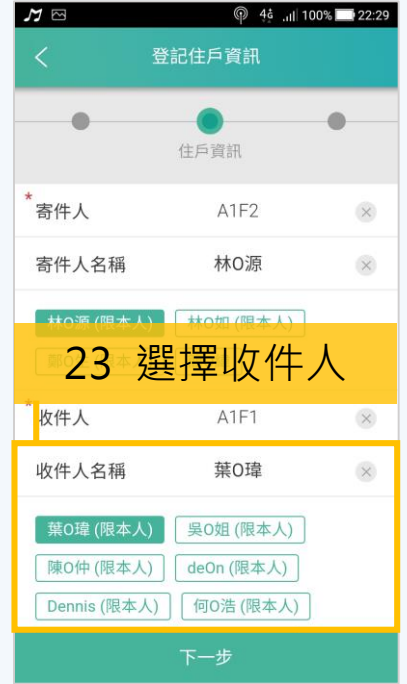 4G 100% 22:29
登記住戶資訊
住戶資訊
*寄件人 A1F2
寄件人名稱 林O源
林O源 (限本人) 林O如 (限本人)
23 選擇收件人
*收件人 A1F1
收件人名稱 葉O瑋
葉O瑋 (限本人) 吳O姐 (限本人)
陳O仲 (限本人) deOn (限本人)
Dennis (限本人) 何O浩 (限本人)
下一步